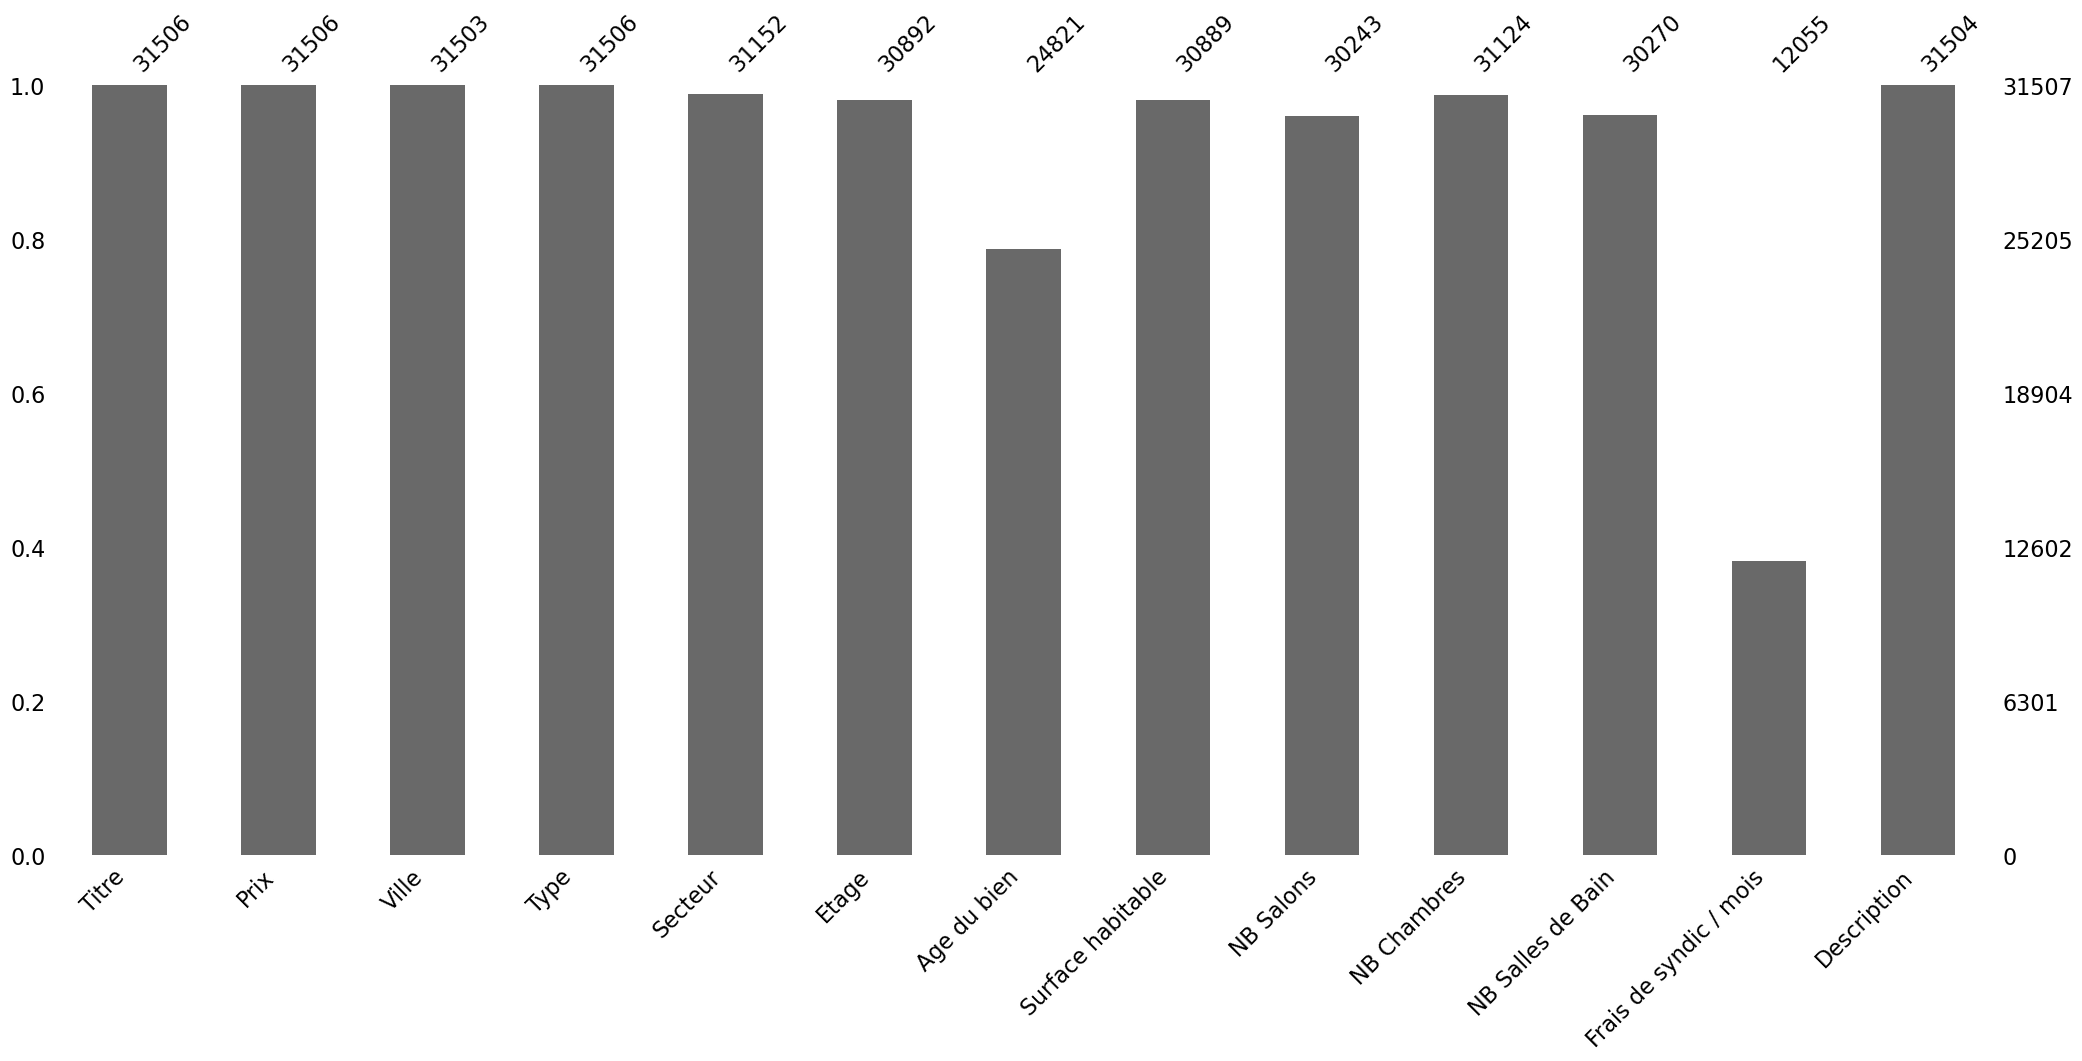 31506
31506
31503
31506
31152
30892
24821
30889
30243
31124
30270
12055
31504
1.0
31507
0.8
25205
0.6
18904
0.4
12602
0.2
6301
0.0
0
Titre
Prix
Ville
Type
Secteur
Etage
Age du bien
Surface habitable
NB Salons
NB Chambres
NB Salles de Bain
Frais de syndic / mois
Description